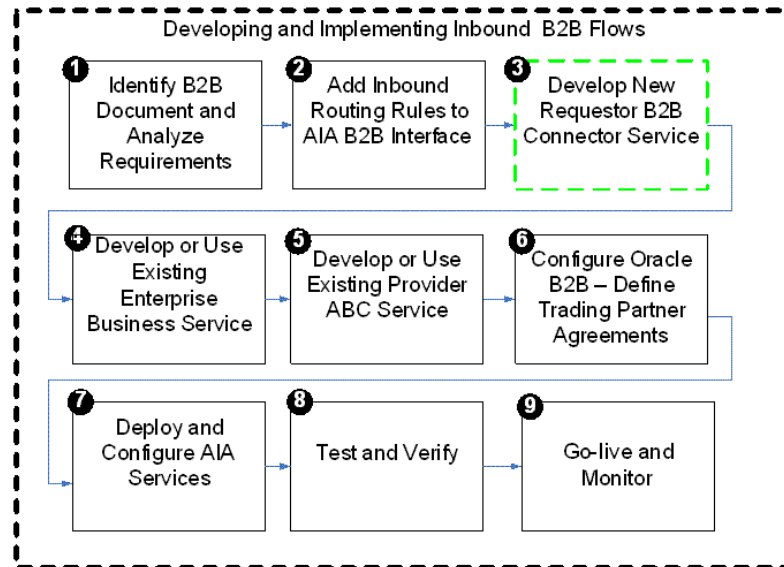 Developing and Implementing Inbound B2B Flows
1
Identify B2B
Document and
Analyze
Requirements
2
Add Inbound
Routing Rules to
AIA B2B Interface
3
Develop New
Requestor B2B
Connector Service
4
Develop or Use
Existing
Enterprise
Business Service
5
Develop or Use
Existing Provider
ABC Service
6
Configure Oracle
B2B – Define
Trading Partner
Agreements
7
Deploy and
Configure AIA
Services
8
Test and Verify
9
Go-live and
Monitor